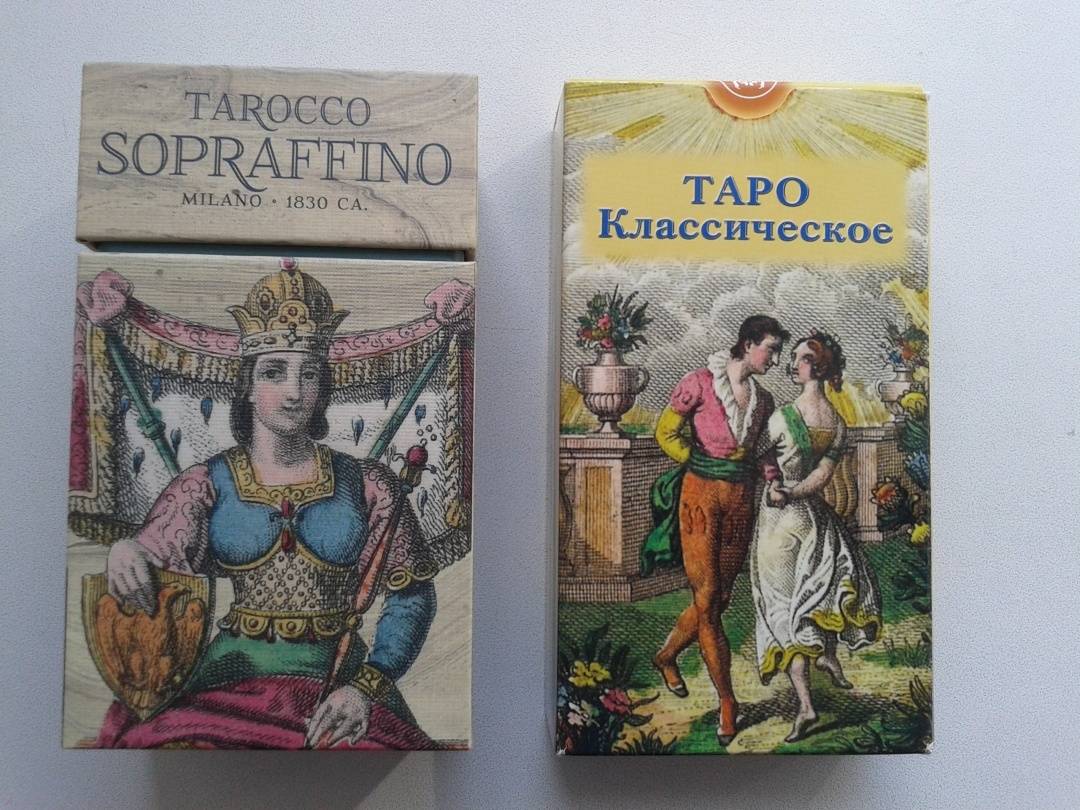 TAROCCO
SOPRAFFINO
MILANO · 1830 CA.
ТАРО
Классическое